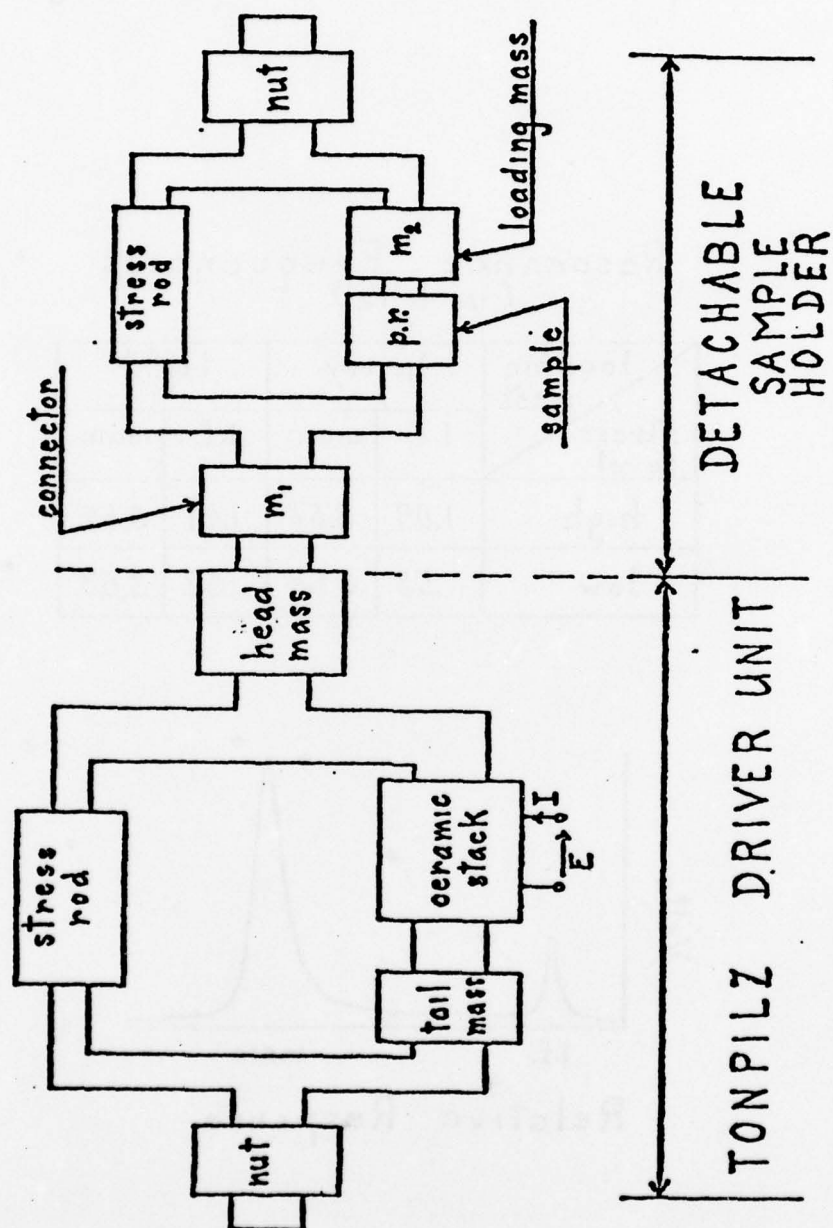 connector
stress
rod
stress
rod
nut
head
mass
m₁
nut
tail
mass
ceramic
stack
p.r.
m₂
E
I
sample
loading mass
TONPILZ DRIVER UNIT
DETACHABLE
SAMPLE
HOLDER